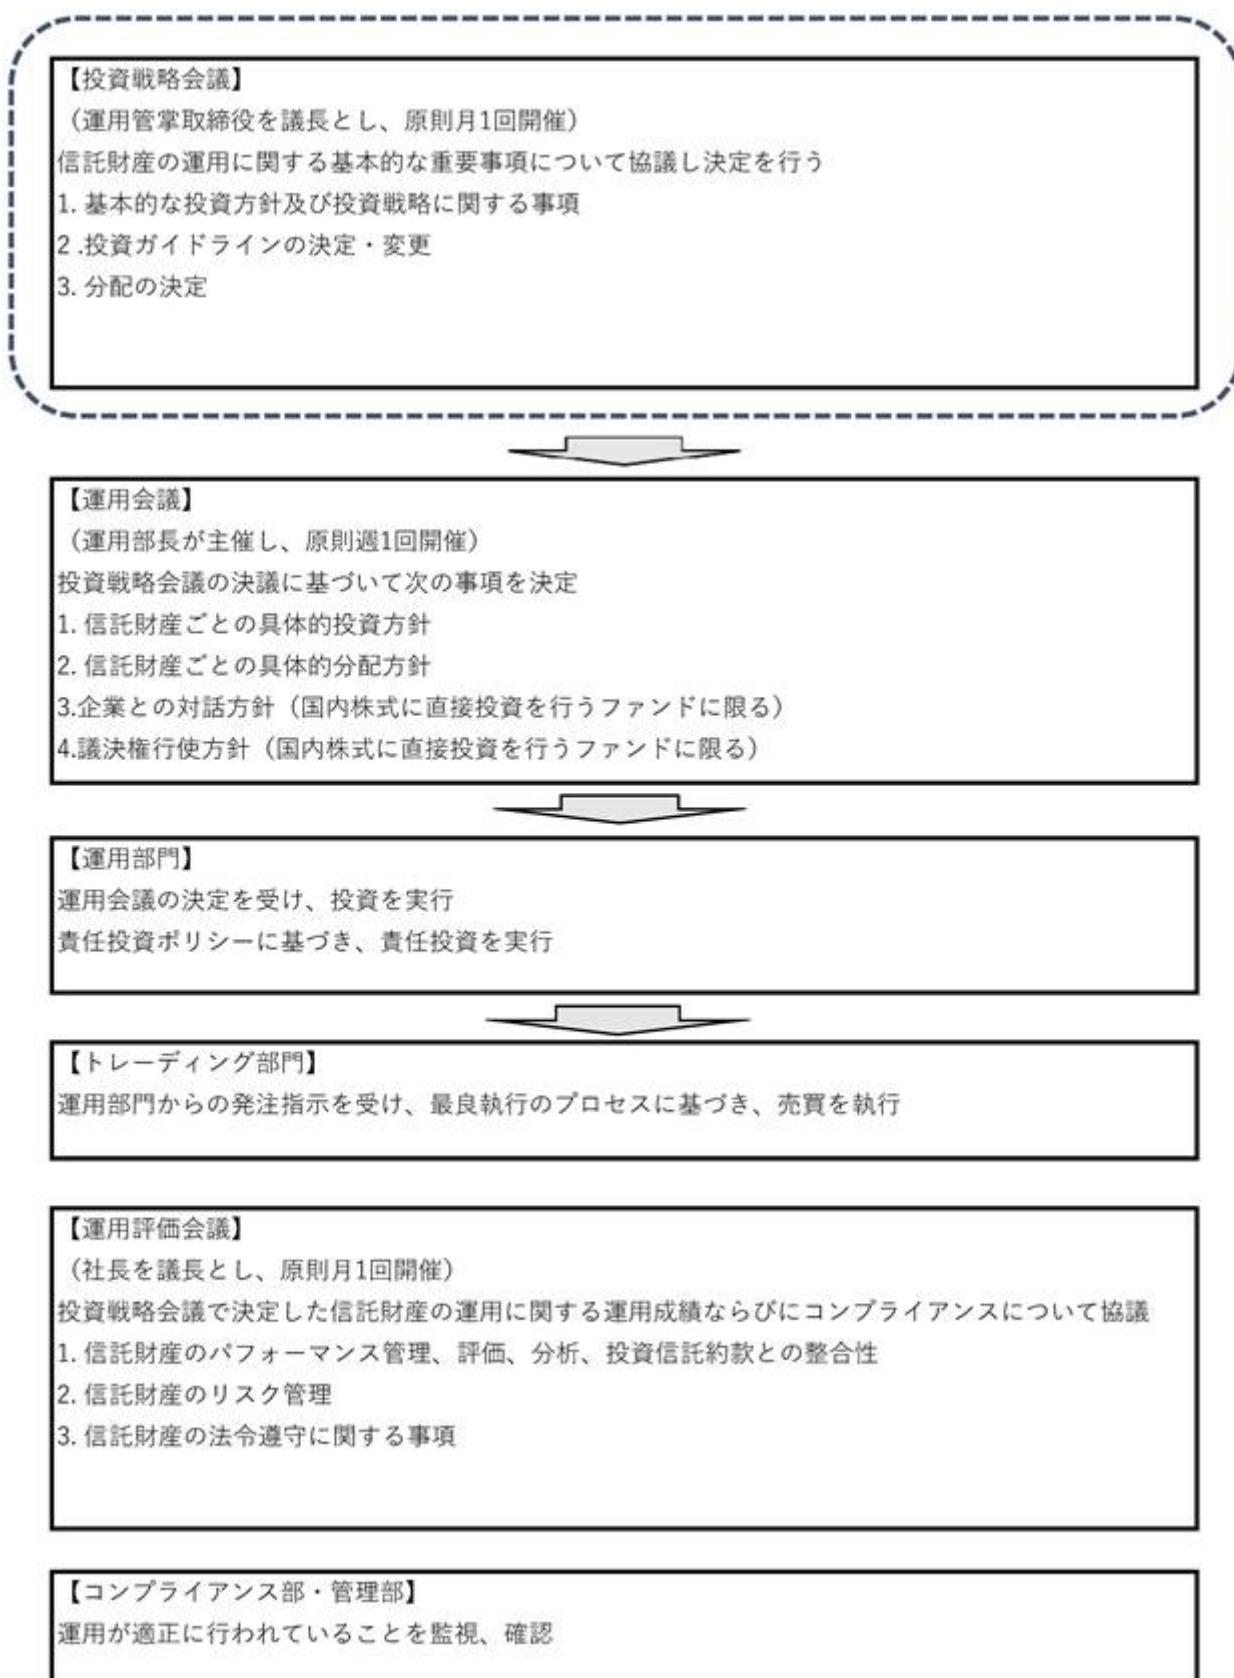 【投資戦略会議】
（運用管掌取締役を議長とし、原則月1回開催）
信託財産の運用に関する基本的な重要事項について協議し決定を行う
1. 基本的な投資方針及び投資戦略に関する事項
2 .投資ガイドラインの決定・変更
3. 分配の決定
【運用会議】
（運用部長が主催し、原則週1回開催）
投資戦略会議の決議に基づいて次の事項を決定
1. 信託財産ごとの具体的投資方針
2. 信託財産ごとの具体的分配方針
3.企業との対話方針（国内株式に直接投資を行うファンドに限る）
4.議決権行使方針（国内株式に直接投資を行うファンドに限る）
【運用部門】
運用会議の決定を受け、投資を実行
責任投資ポリシーに基づき、責任投資を実行
【トレーディング部門】
運用部門からの発注指示を受け、最良執行のプロセスに基づき、売買を執行
【運用評価会議】
（社長を議長とし、原則月1回開催）
投資戦略会議で決定した信託財産の運用に関する運用成績ならびにコンプライアンスについて協議
1. 信託財産のパフォーマンス管理、評価、分析、投資信託約款との整合性
2. 信託財産のリスク管理
3. 信託財産の法令遵守に関する事項
【コンプライアンス部・管理部】
運用が適正に行われていることを監視、確認